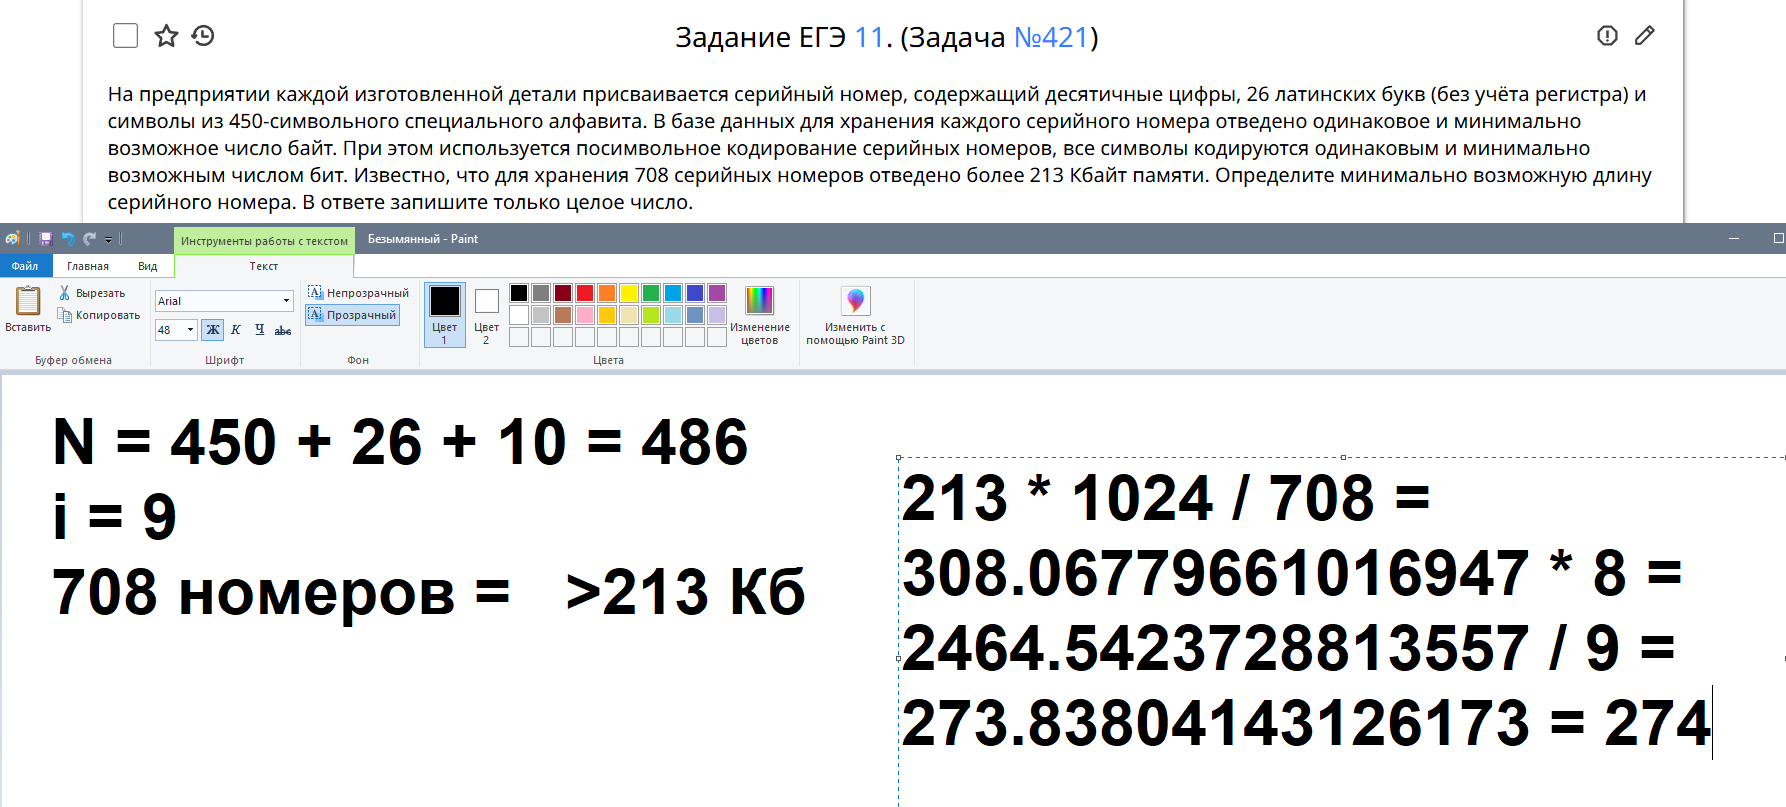 Задание ЕГЭ 11. (Задача №421)
На предприятии каждой изготовленной детали присваивается серийный номер, содержащий десятичные цифры, 26 латинских букв (без учёта регистра) и
символы из 450-символьного специального алфавита. В базе данных для хранения каждого серийного номера отведено одинаковое и минимально
возможное число байт. При этом используется посимвольное кодирование серийных номеров, все символы кодируются одинаковым и минимально
возможным числом бит. Известно, что для хранения 708 серийных номеров отведено более 213 Кбайт памяти. Определите минимально возможную длину
серийного номера. В ответе запишите только целое число.
Инструменты работы с текстом
Безымянный - Paint
Файл Главная Вид Текст
Вставить
Вырезать
Копировать
Буфер обмена
Arial
48 Ж К Ч abc
Шрифт
Непрозрачный
Прозрачный
Фон
Цвет
1
Цвет
2
Изменение
цветов
Цвета
Изменить с
помощью Paint 3D
N = 450 + 26 + 10 = 486
i = 9
708 номеров = >213 Кб
213 * 1024 / 708 =
308.06779661016947 * 8 =
2464.5423728813557 / 9 =
273.83804143126173 = 274